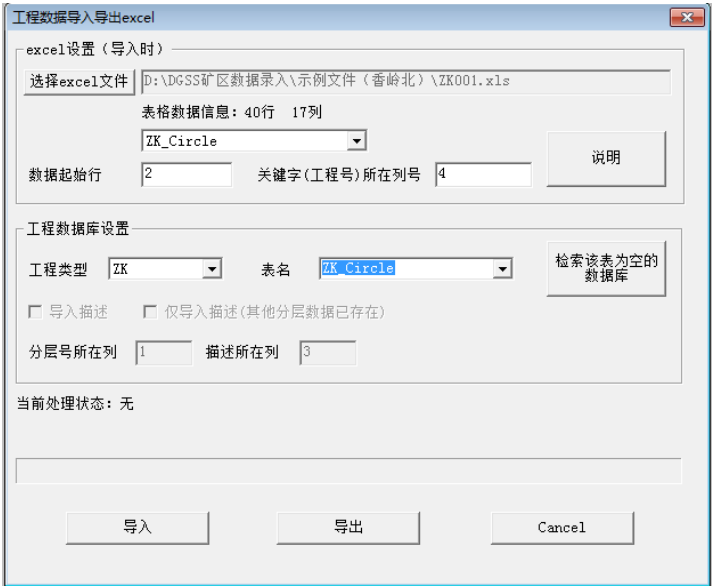 工程数据导入导出excel
excel设置（导入时）
选择excel文件 D:\DGSS矿区数据录入\示例文件（香岭北）\ZK001.xls
表格数据信息：40行 17列
ZK_Circle
说明
数据起始行 2 关键字(工程号)所在列号 4
工程数据库设置
工程类型 ZK 表名 ZK_Circle
检索该表为空的
数据库
导入描述 仅导入描述(其他分层数据已存在)
分层号所在列 1 描述所在列 3
当前处理状态：无
导入 导出 Cancel